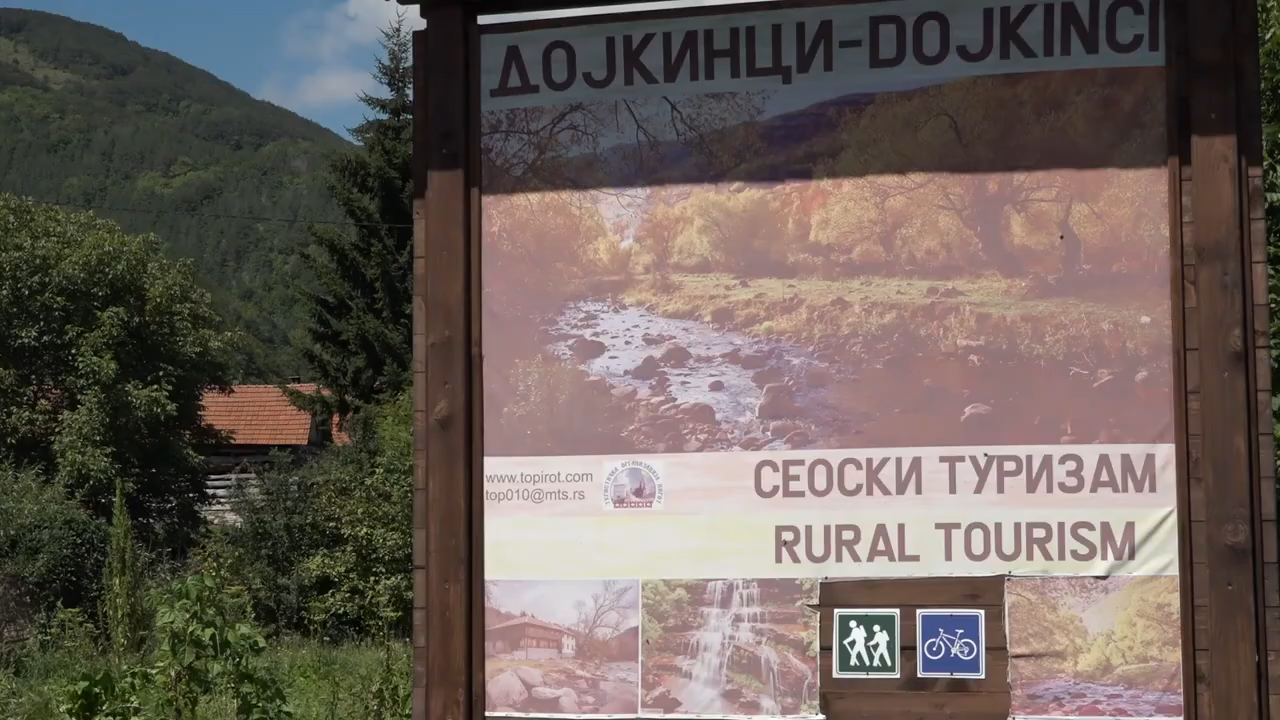 ДОЈКИНЦИ-DOJKINCI
www.topirot.com
top010@mts.rs
СЕОСКИ ТУРИЗАМ
RURAL TOURISM